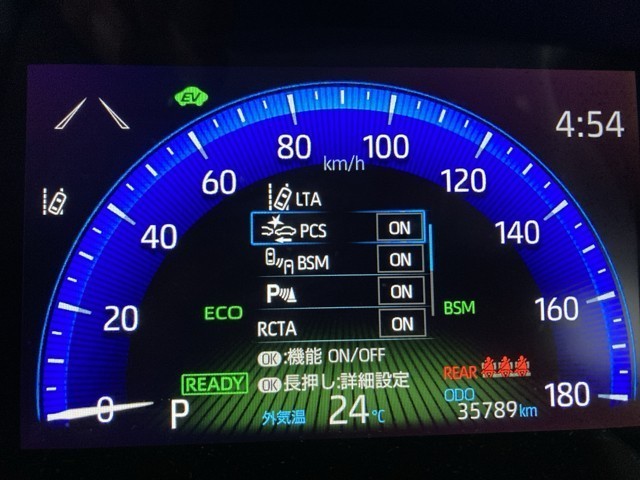 EV
4:54
80
100
km/h
60
120
LTA
40
PCS ON
140
BSM ON
P ON
20
ECO
BSM
160
RCTA ON
OK:機能 ON/OFF
READY
OK長押し:詳細設定
REAR
0
P
外気温 24℃
ODO
35789km
180